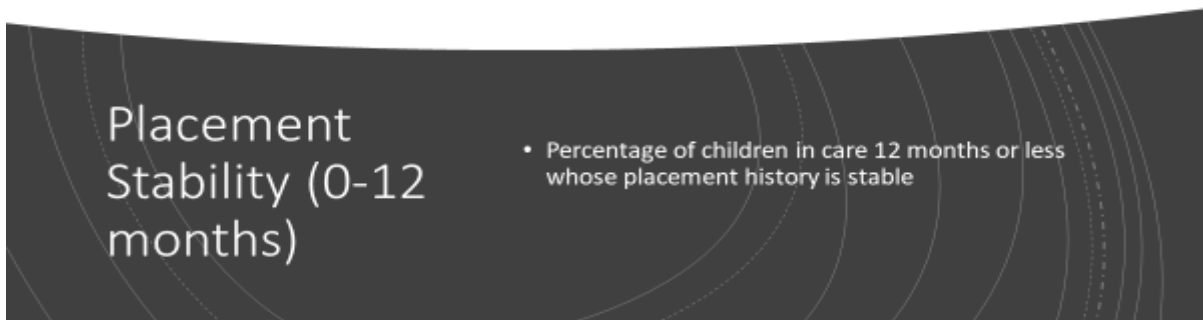 Placement
Stability (0-12
months)
• Percentage of children in care 12 months or less
whose placement history is stable